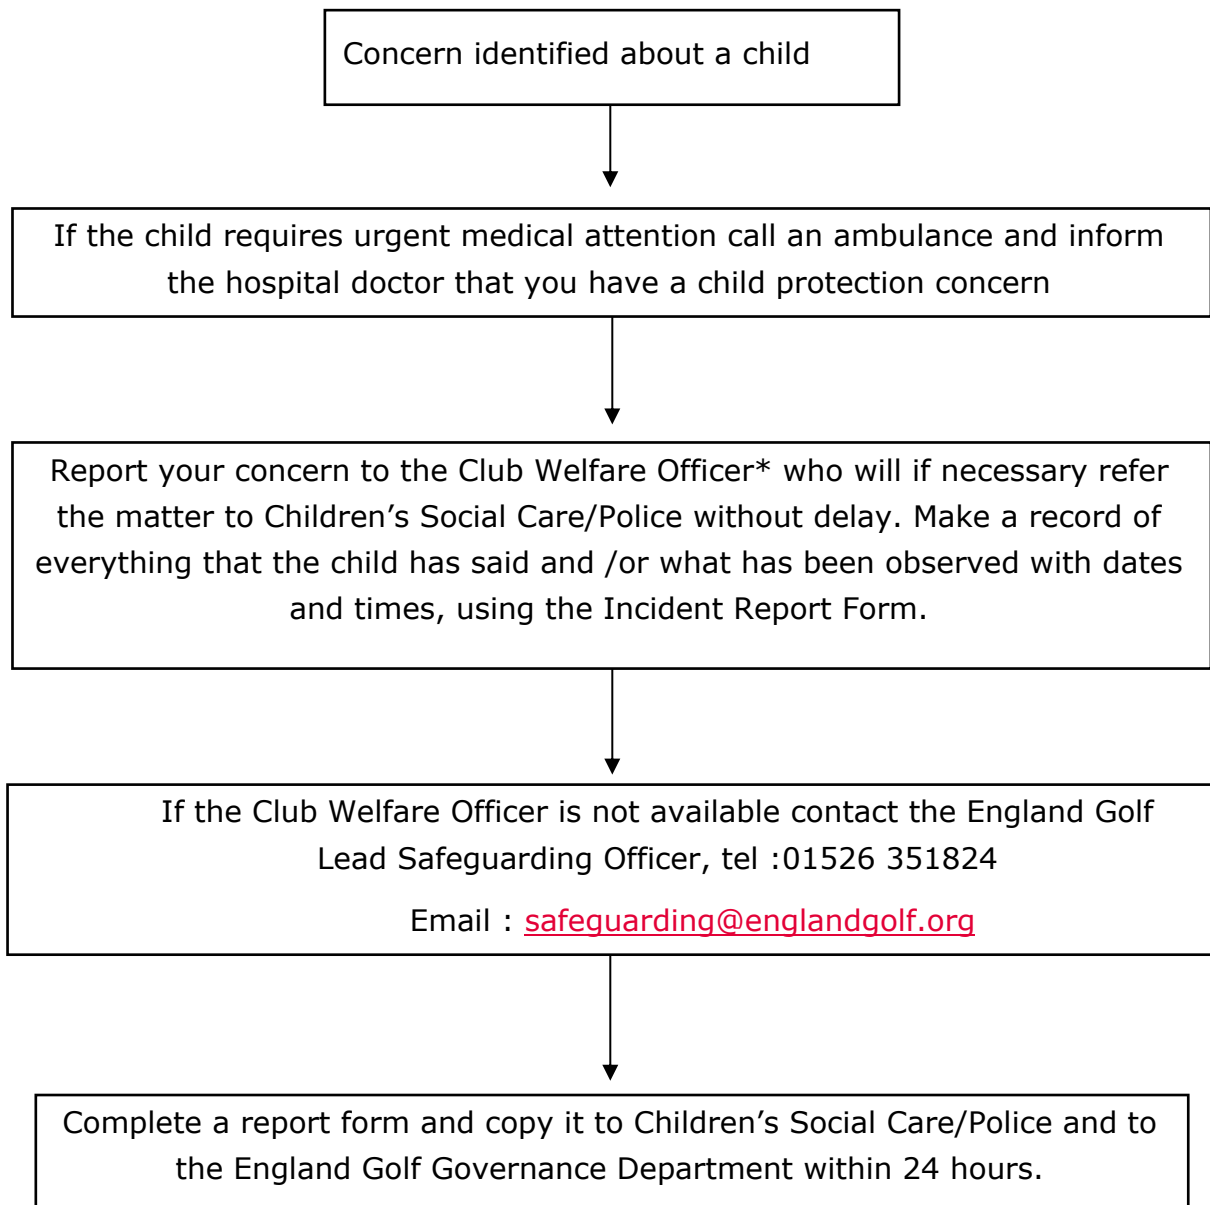 Concern identified about a child
If the child requires urgent medical attention call an ambulance and inform
the hospital doctor that you have a child protection concern
Report your concern to the Club Welfare Officer* who will if necessary refer
the matter to Children’s Social Care/Police without delay. Make a record of
everything that the child has said and /or what has been observed with dates
and times, using the Incident Report Form.
If the Club Welfare Officer is not available contact the England Golf
Lead Safeguarding Officer, tel :01526 351824
Email : safeguarding@englandgolf.org
Complete a report form and copy it to Children’s Social Care/Police and to
the England Golf Governance Department within 24 hours.